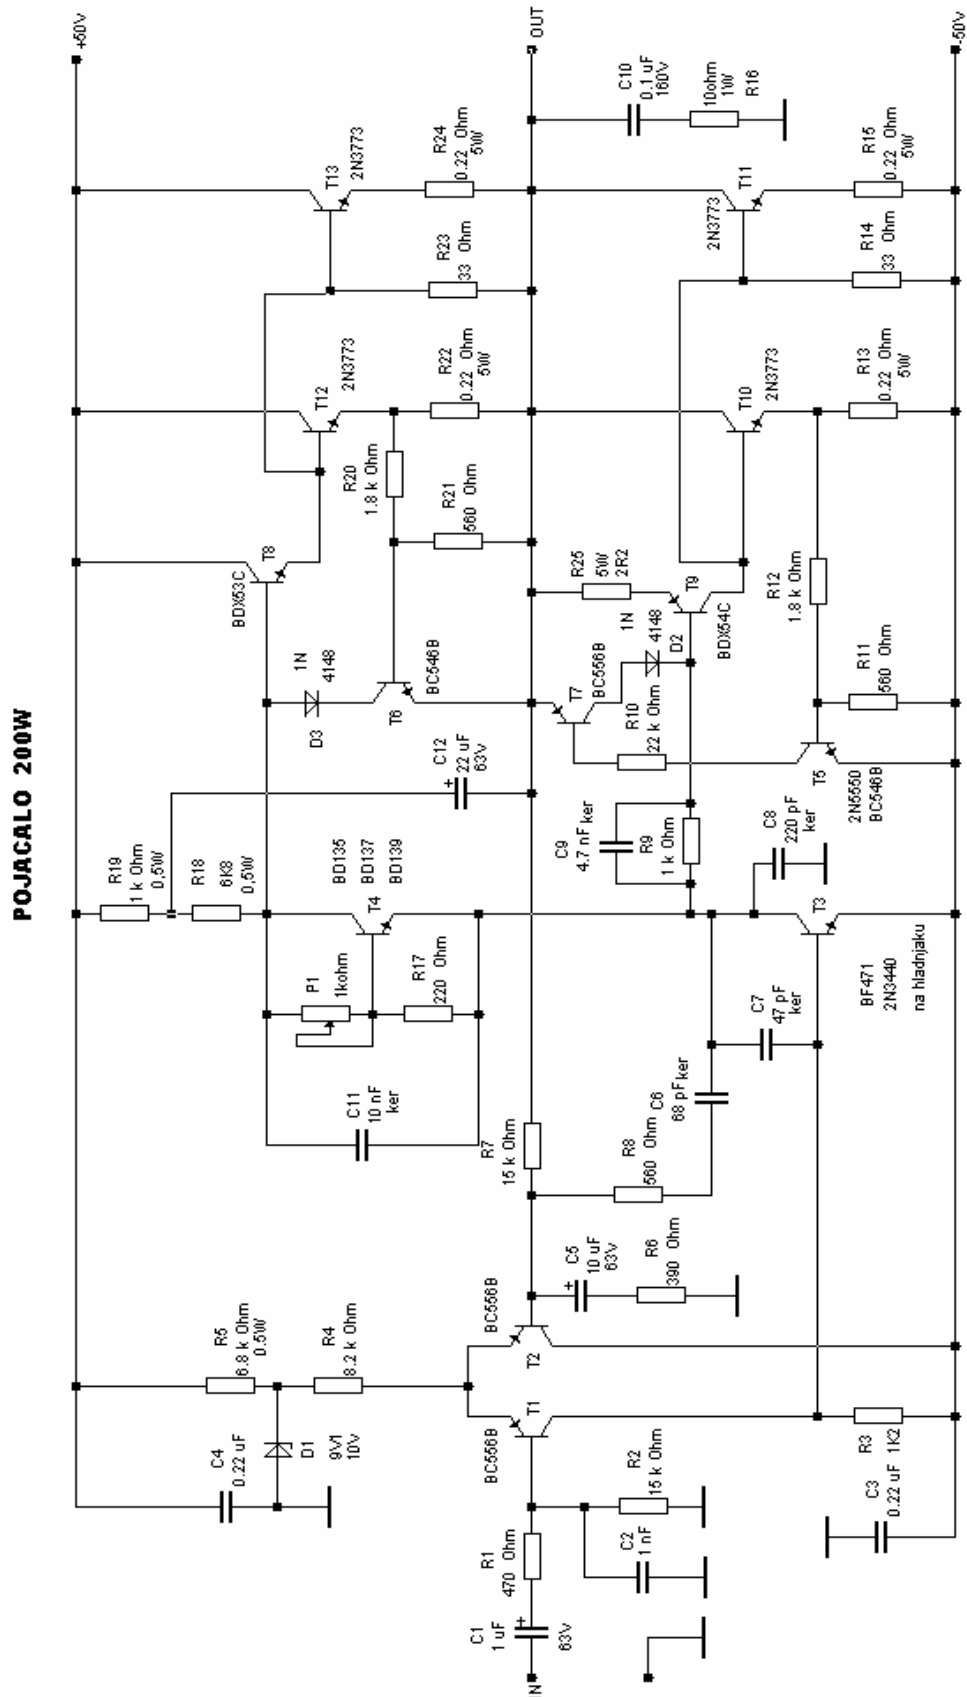 POJACALO 200W
+50V
OUT
-50V
IN
C10
0.1 uF
160V
10ohm
1W
R16
T13
2N3773
R24
0.22 Ohm
5W
R23
33 Ohm
T11
2N3773
R15
0.22 Ohm
5W
R14
33 Ohm
T12
2N3773
R22
0.22 Ohm
5W
R20
1.8 k Ohm
R21
560 Ohm
T10
2N3773
R13
0.22 Ohm
5W
T8
BDX53C
R25
5W
2R2
T9
BDX54C
R12
1.8 k Ohm
R11
560 Ohm
1N
4148
D3
T6
BC546B
1N
4148
D2
T7
BC556B
R10
22 k Ohm
T5
2N5550
BC546B
C12
+
22 uF
63V
C9
4.7 nF ker
R9
1 k Ohm
C8
220 pF
ker
R19
1 k Ohm
0,5W
R18
6K8
0,5W
BD135
BD137
BD139
T4
P1
1kohm
R17
220 Ohm
C11
10 nF
ker
T3
BF471
2N3440
na hladnjaku
C7
47 pF
ker
C6
68 pF ker
R7
15 k Ohm
R8
560 Ohm
C5
+
10 uF
63V
R6
390 Ohm
R5
6.8 k Ohm
0.5W
R4
8.2 k Ohm
BC556B
T2
T1
BC556B
C4
0.22 uF
D1
9V1
10V
R3
1K2
C3
0.22 uF
R2
15 k Ohm
C2
1 nF
R1
470 Ohm
C1
1 uF
+
63V